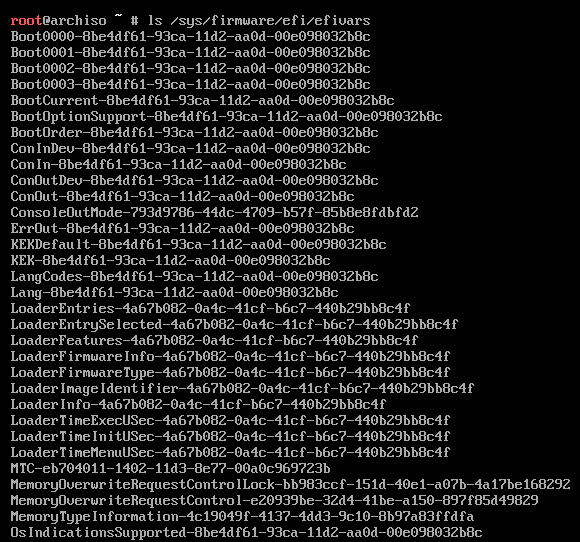 root@archiso ~ # ls /sys/firmware/efi/efivars
Boot0000-8be4df61-93ca-11d2-aa0d-00e098032b8c
Boot0001-8be4df61-93ca-11d2-aa0d-00e098032b8c
Boot0002-8be4df61-93ca-11d2-aa0d-00e098032b8c
Boot0003-8be4df61-93ca-11d2-aa0d-00e098032b8c
BootCurrent-8be4df61-93ca-11d2-aa0d-00e098032b8c
BootOptionSupport-8be4df61-93ca-11d2-aa0d-00e098032b8c
BootOrder-8be4df61-93ca-11d2-aa0d-00e098032b8c
ConInDev-8be4df61-93ca-11d2-aa0d-00e098032b8c
ConIn-8be4df61-93ca-11d2-aa0d-00e098032b8c
ConOutDev-8be4df61-93ca-11d2-aa0d-00e098032b8c
ConOut-8be4df61-93ca-11d2-aa0d-00e098032b8c
ConsoleOutMode-793d9786-44dc-4709-b57f-85b8e8fdbfd2
ErrOut-8be4df61-93ca-11d2-aa0d-00e098032b8c
KEKDefault-8be4df61-93ca-11d2-aa0d-00e098032b8c
KEK-8be4df61-93ca-11d2-aa0d-00e098032b8c
LangCodes-8be4df61-93ca-11d2-aa0d-00e098032b8c
Lang-8be4df61-93ca-11d2-aa0d-00e098032b8c
LoaderEntries-4a67b082-0a4c-41cf-b6c7-440b29bb8c4f
LoaderEntrySelected-4a67b082-0a4c-41cf-b6c7-440b29bb8c4f
LoaderFeatures-4a67b082-0a4c-41cf-b6c7-440b29bb8c4f
LoaderFirmwareInfo-4a67b082-0a4c-41cf-b6c7-440b29bb8c4f
LoaderFirmwareType-4a67b082-0a4c-41cf-b6c7-440b29bb8c4f
LoaderImageIdentifier-4a67b082-0a4c-41cf-b6c7-440b29bb8c4f
LoaderInfo-4a67b082-0a4c-41cf-b6c7-440b29bb8c4f
LoaderTimeExecUSec-4a67b082-0a4c-41cf-b6c7-440b29bb8c4f
LoaderTimeInitUSec-4a67b082-0a4c-41cf-b6c7-440b29bb8c4f
LoaderTimeMenuUSec-4a67b082-0a4c-41cf-b6c7-440b29bb8c4f
MTC-eb704011-1402-11d3-8e77-00a0c969723b
MemoryOverwriteRequestControlLock-bb983ccf-151d-40e1-a07b-4a17be168292
MemoryOverwriteRequestControl-e20939be-32d4-41be-a150-897f85d49829
MemoryTypeInformation-4c19049f-4137-4dd3-9c10-8b97a83ffdfa
OsIndicationsSupported-8be4df61-93ca-11d2-aa0d-00e098032b8c